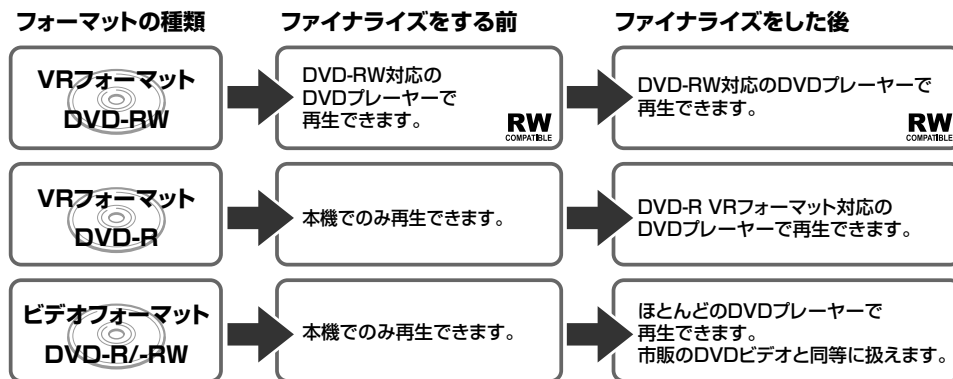 フォーマットの種類
ファイナライズをする前
ファイナライズをした後
VRフォーマット
DVD-RW
DVD-RW対応の
DVDプレーヤーで
再生できます。
RW
COMPATIBLE
DVD-RW対応のDVDプレーヤーで
再生できます。
RW
COMPATIBLE
VRフォーマット
DVD-R
本機でのみ再生できます。
DVD-R VRフォーマット対応の
DVDプレーヤーで再生できます。
ビデオフォーマット
DVD-R/-RW
本機でのみ再生できます。
ほとんどのDVDプレーヤーで
再生できます。
市販のDVDビデオと同等に扱えます。